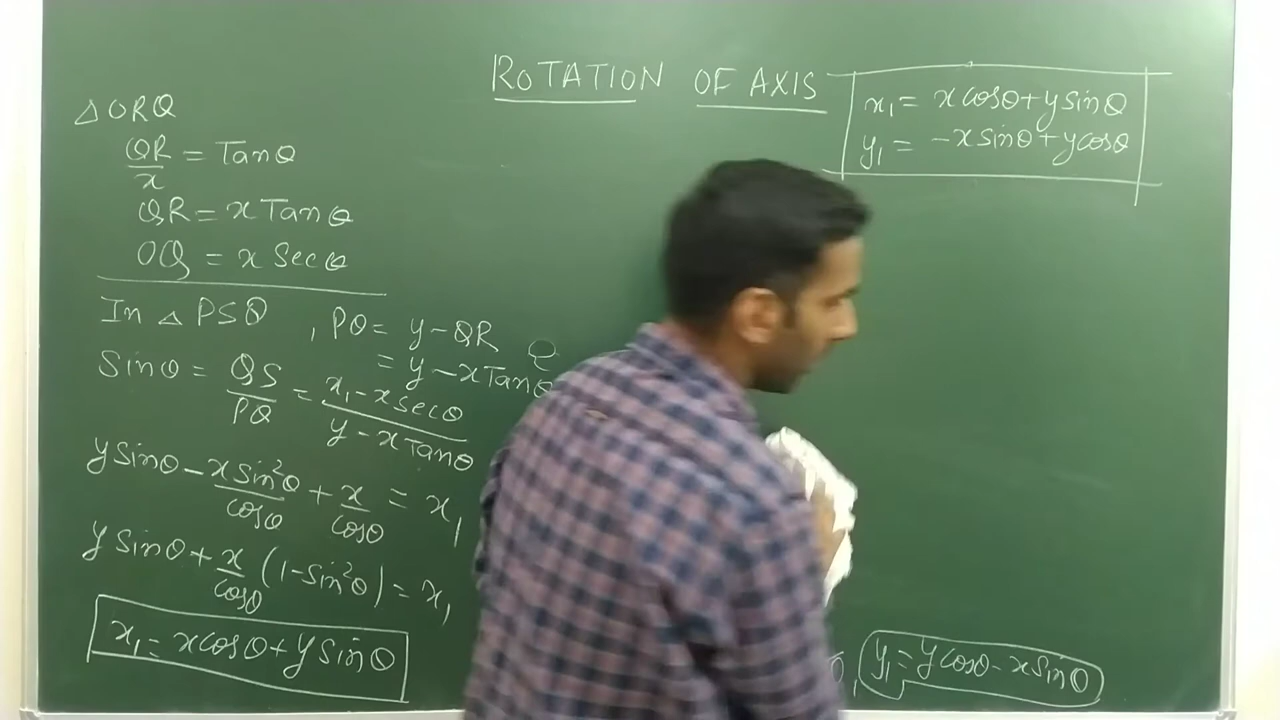 ROTATION OF AXIS
x₁ = x cosθ + y sinθ
y₁ = -x sinθ + y cosθ
△ ORQ
QR/x = Tanθ
QR = x Tanθ
OQ = x Secθ
In △ PSQ , PQ = y - QR
= y - x Tanθ
Sinθ = QS/PQ = (x₁ - x secθ)/(y - x Tanθ)
y Sinθ - x Sin²θ/cosθ + x/cosθ = x₁
y Sinθ + x/cosθ (1 - Sin²θ) = x₁
x₁ = x cosθ + y Sinθ
y₁ = y cosθ - x Sinθ